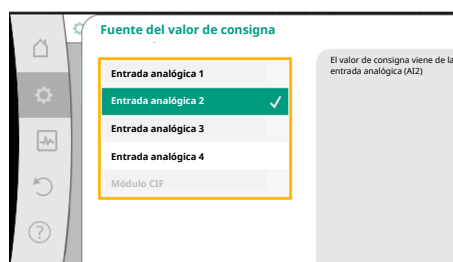 Fuente del valor de consigna
Entrada analógica 1
Entrada analógica 2
Entrada analógica 3
Entrada analógica 4
Módulo CIF
El valor de consigna viene de la
entrada analógica (AI2)
?